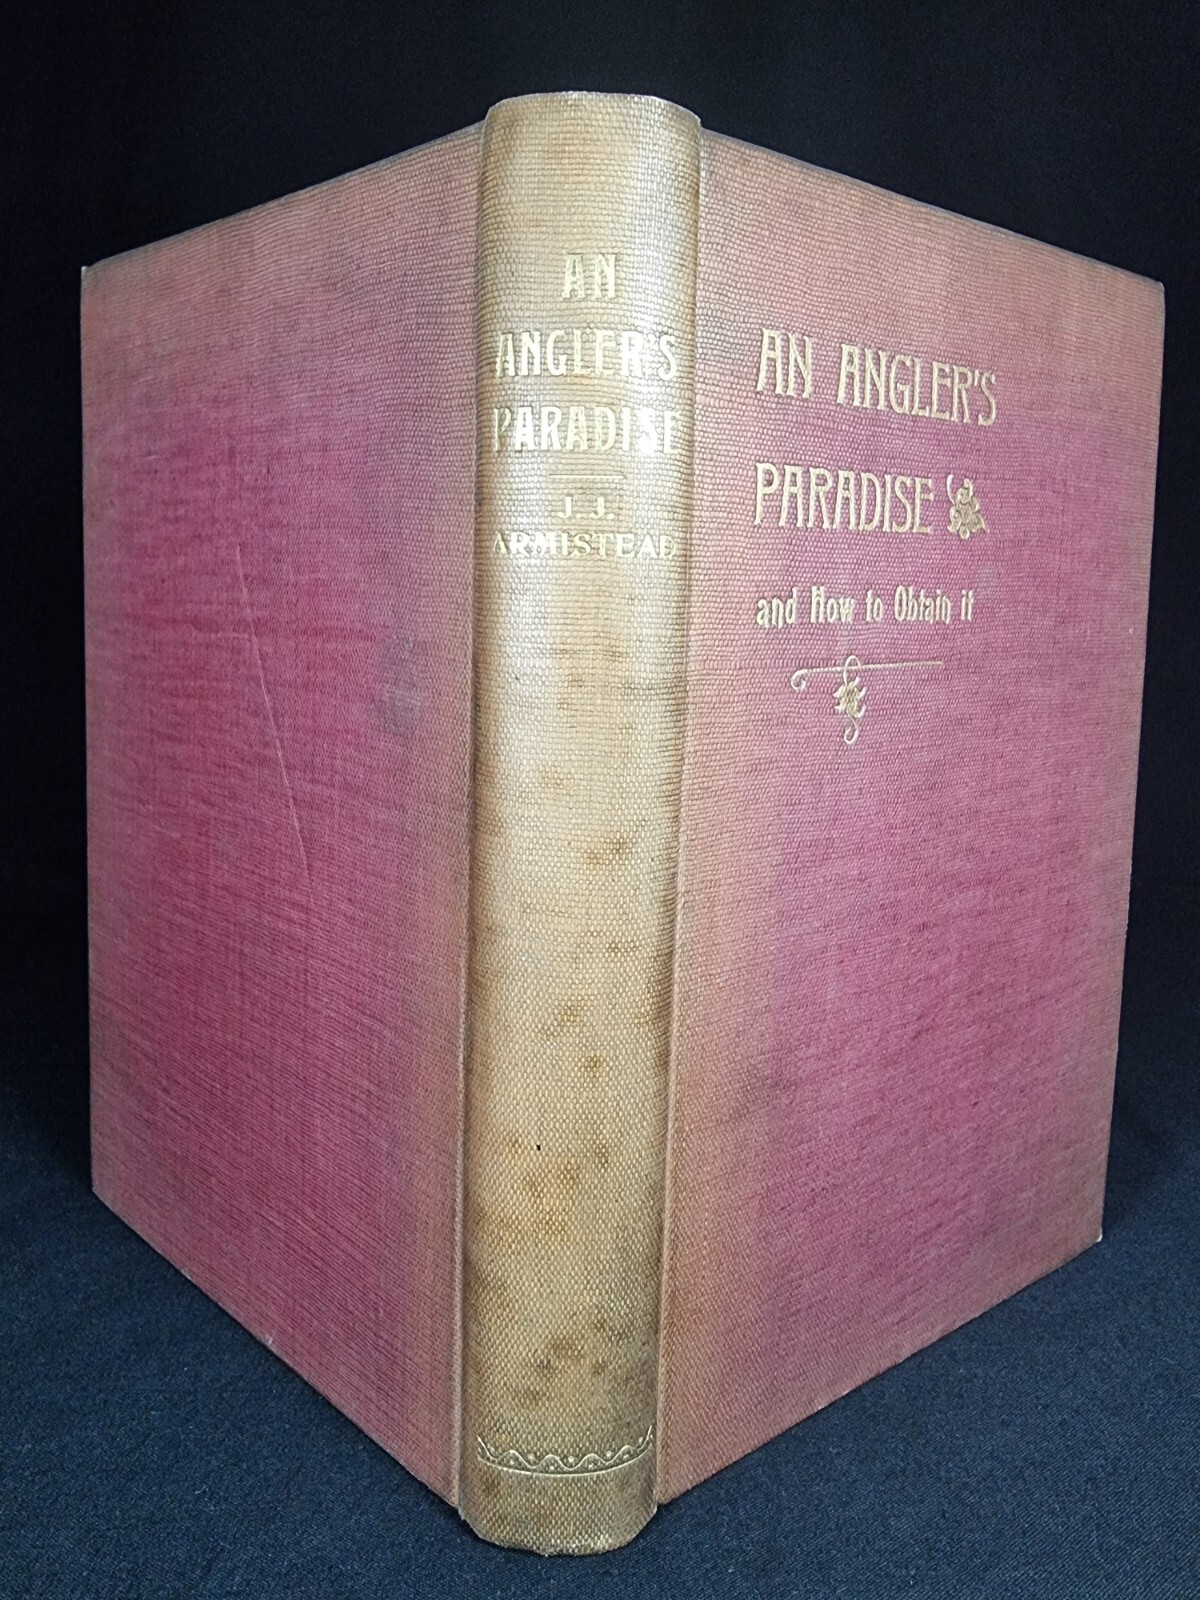 AN
ANGLER'S
PARADISE
J.J.
ARMISTEAD
AN ANGLER'S
PARADISE
and How to Obtain it